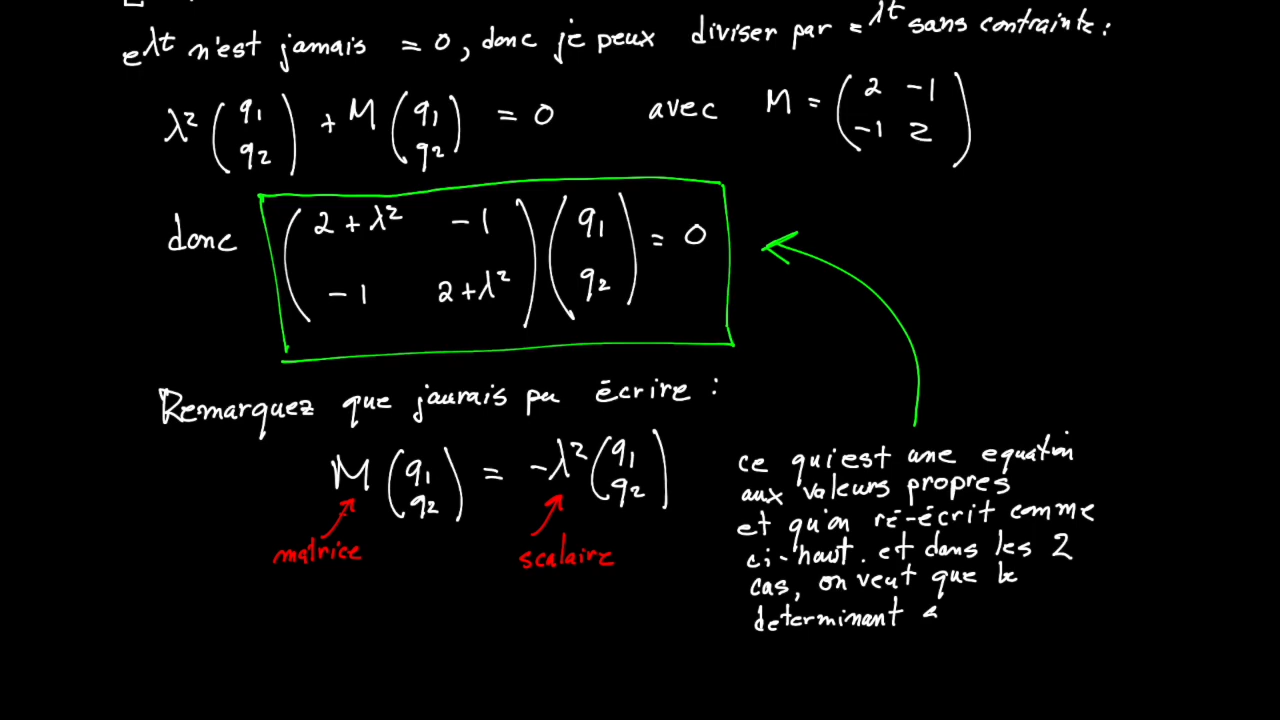 e^λt n'est jamais = 0, donc je peux diviser par e^λt sans contrainte :
λ² (q1 q2) + M (q1 q2) = 0 avec M = (2 -1 -1 2)
donc (2+λ² -1 -1 2+λ²) (q1 q2) = 0
Remarquez que jaurais pu écrire :
M (q1 q2) = -λ² (q1 q2)
matrice
scalaire
ce qui est une equation
aux valeurs propres
et qu'on ré-écrit comme
ci-haut. et dans les 2
cas, on veut que le
determinant